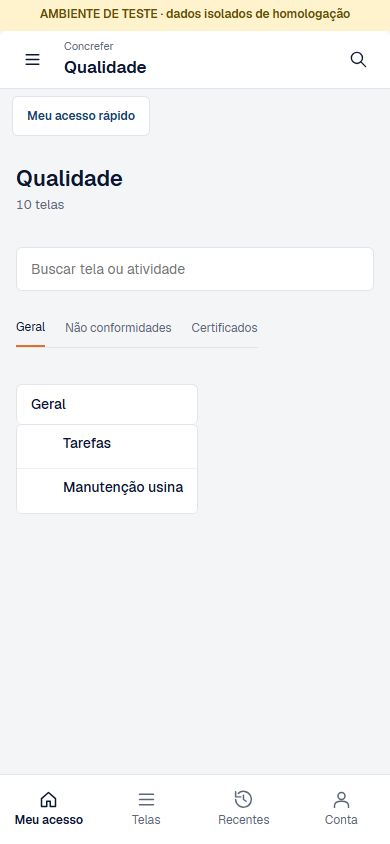 AMBIENTE DE TESTE · dados isolados de homologação
Concrefer
Qualidade
Meu acesso rápido
Qualidade
10 telas
Buscar tela ou atividade
Geral
Não conformidades
Certificados
Geral
Tarefas
Manutenção usina
Meu acesso
Telas
Recentes
Conta